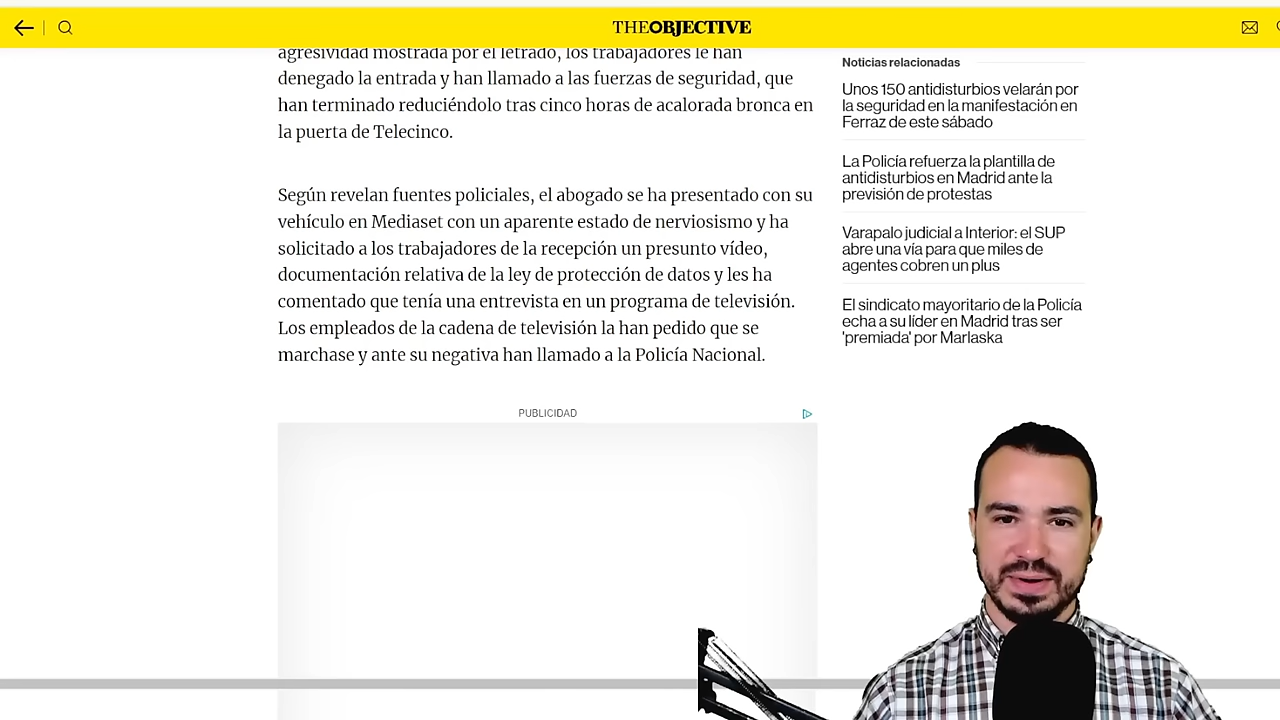 THEOBJECTIVE
agresividad mostrada por el letrado, los trabajadores le han
denegado la entrada y han llamado a las fuerzas de seguridad, que
han terminado reduciéndolo tras cinco horas de acalorada bronca en
la puerta de Telecinco.
Según revelan fuentes policiales, el abogado se ha presentado con su
vehículo en Mediaset con un aparente estado de nerviosismo y ha
solicitado a los trabajadores de la recepción un presunto vídeo,
documentación relativa de la ley de protección de datos y les ha
comentado que tenía una entrevista en un programa de televisión.
Los empleados de la cadena de televisión la han pedido que se
marchase y ante su negativa han llamado a la Policía Nacional.
PUBLICIDAD
Noticias relacionadas
Unos 150 antidisturbios velarán por
la seguridad en la manifestación en
Ferraz de este sábado
La Policía refuerza la plantilla de
antidisturbios en Madrid ante la
previsión de protestas
Varapalo judicial a Interior: el SUP
abre una vía para que miles de
agentes cobren un plus
El sindicato mayoritario de la Policía
echa a su líder en Madrid tras ser
'premiada' por Marlaska